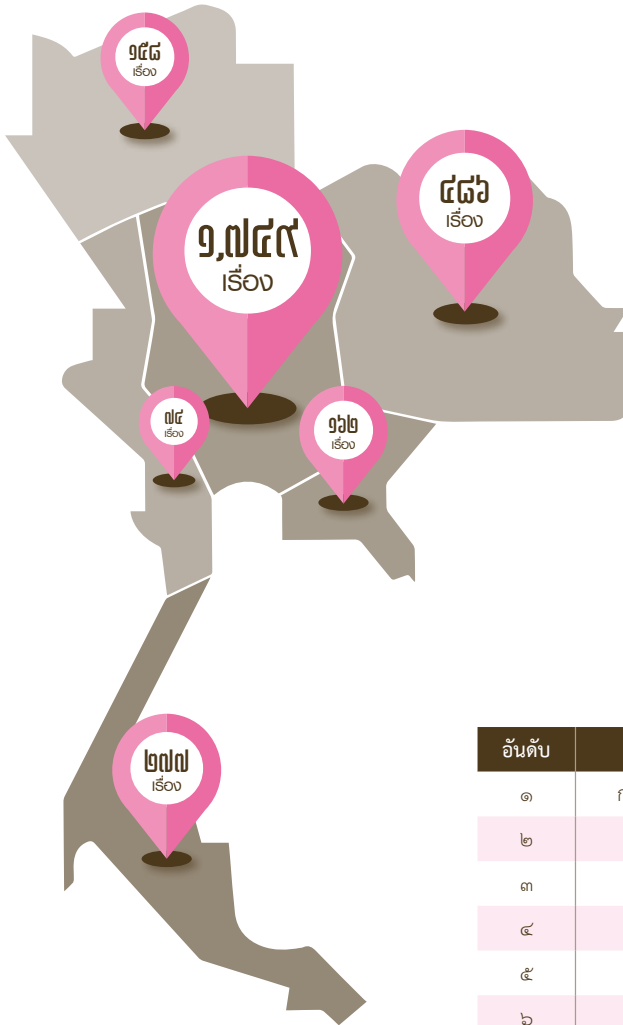 ๑๕๘
เรื่อง
๔๘๖
เรื่อง
๑,๗๔๙
เรื่อง
๗๔
เรื่อง
๑๖๒
เรื่อง
๒๗๗
เรื่อง
อันดับ
๑
๒
๓
๔
๕
๖